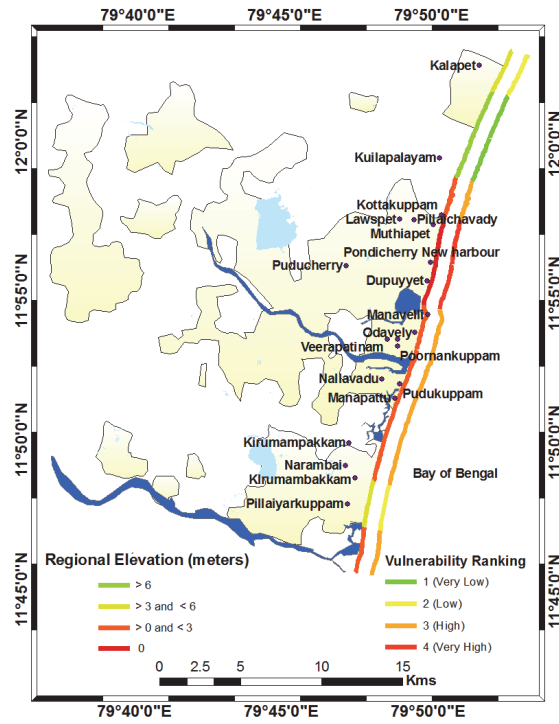 79°40'0"E 79°45'0"E 79°50'0"E
Kalapet
12°0'0"N 12°0'0"N
Kuilapalayam
Kottakuppam
Lawspet Pillaichavady
Muthiapet
Pondicherry New harbour
Puducherry
Dupuyyet
11°55'0"N 11°55'0"N
Manavelit
Odavely
Veerapatinam
Poornankuppam
Nallavadu
Manapattu Pudukuppam
11°50'0"N 11°50'0"N
Kirumampakkam
Narambai
Bay of Bengal
KIrumambakkam
Pillaiyarkuppam
11°45'0"N 11°45'0"N
Regional Elevation (meters)
> 6
> 3 and < 6
> 0 and < 3
0
Vulnerability Ranking
1 (Very Low)
2 (Low)
3 (High)
4 (Very High)
0 2.5 5 10 15
Kms
79°40'0"E 79°45'0"E 79°50'0"E